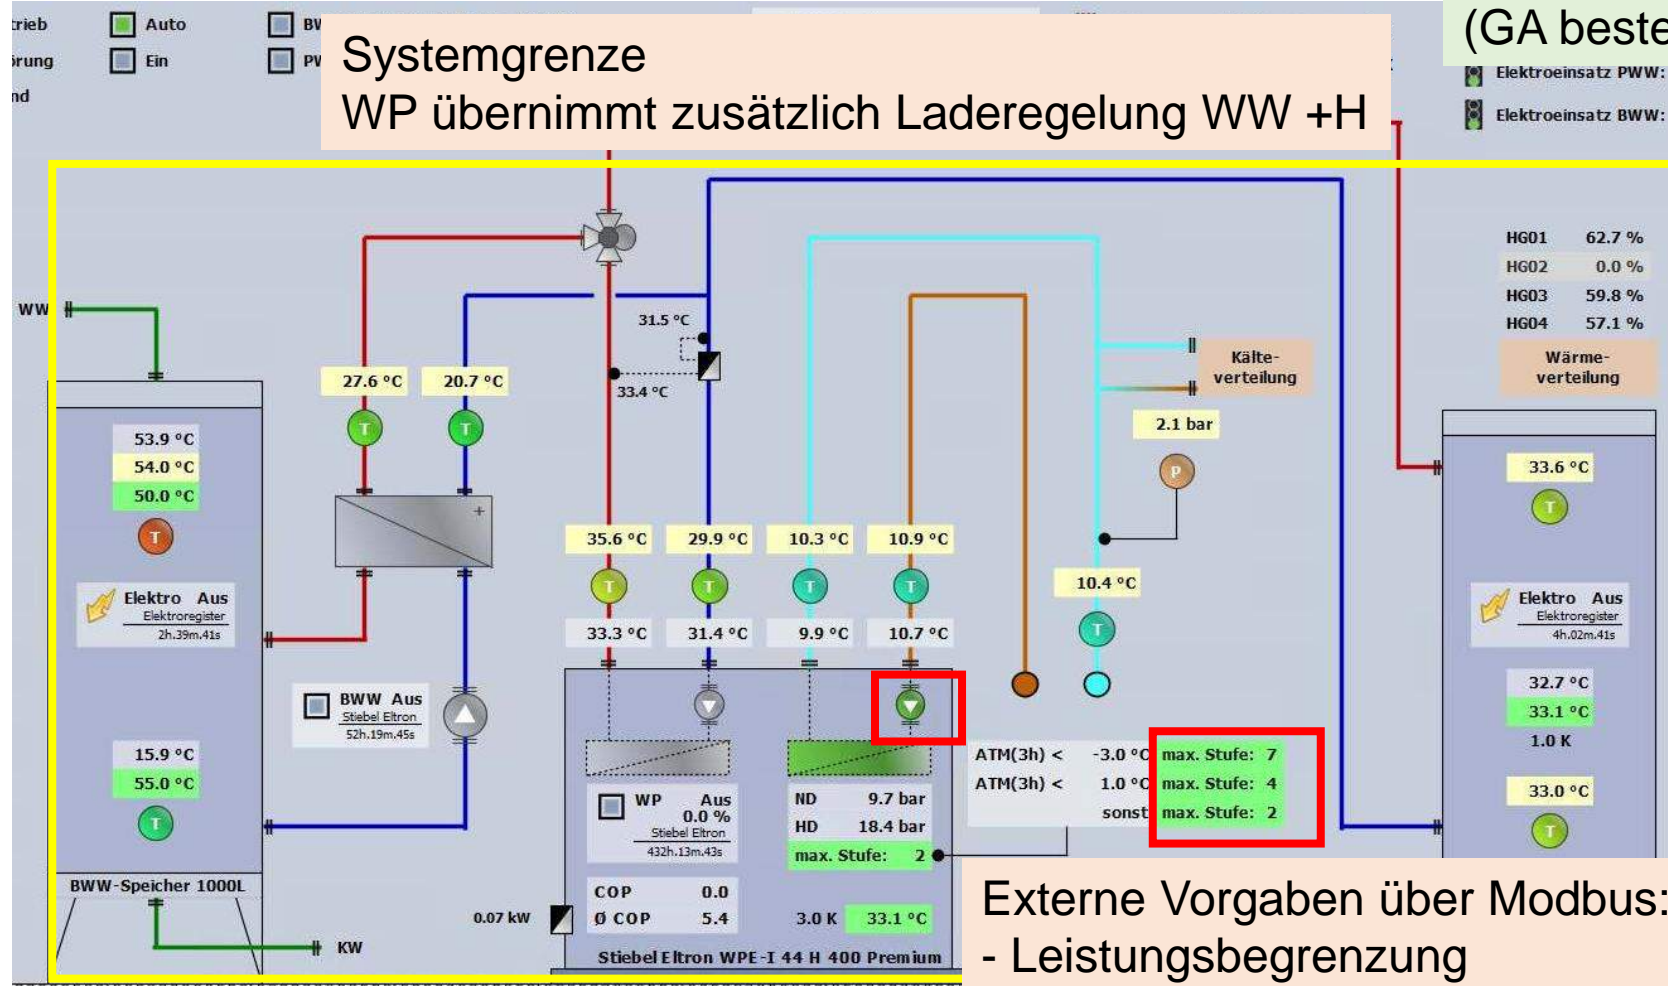 trieb
Auto
örung
Ein
nd
Systemgrenze
WP übernimmt zusätzlich Laderegelung WW +H
(GA beste
Elektroeinsatz PWW:
Elektroeinsatz BWW:
HG01 62.7 %
HG02 0.0 %
HG03 59.8 %
HG04 57.1 %
Wärme-
verteilung
WW
31.5 °C
33.4 °C
27.6 °C 20.7 °C
Kälte-
verteilung
2.1 bar
P
53.9 °C
54.0 °C
50.0 °C
T
T
T
+
33.6 °C
T
35.6 °C 29.9 °C 10.3 °C 10.9 °C
T T T T
33.3 °C 31.4 °C 9.9 °C 10.7 °C
10.4 °C
T
Elektro Aus
Elektroregister
2h.39m.41s
Elektro Aus
Elektroregister
4h.02m.41s
BWW Aus
Stiebel Eltron
52h.19m.45s
32.7 °C
33.1 °C
1.0 K
33.0 °C
T
15.9 °C
55.0 °C
T
ATM(3h) < -3.0 °C max. Stufe: 7
ATM(3h) < 1.0 °C max. Stufe: 4
sonst max. Stufe: 2
WP Aus
0.0 %
Stiebel Eltron
432h.13m.43s
ND 9.7 bar
HD 18.4 bar
max. Stufe: 2
COP 0.0
Ø COP 5.4
3.0 K 33.1 °C
0.07 kW
Stiebel Eltron WPE-I 44 H 400 Premium
BWW-Speicher 1000L
KW
Externe Vorgaben über Modbus:
- Leistungsbegrenzung